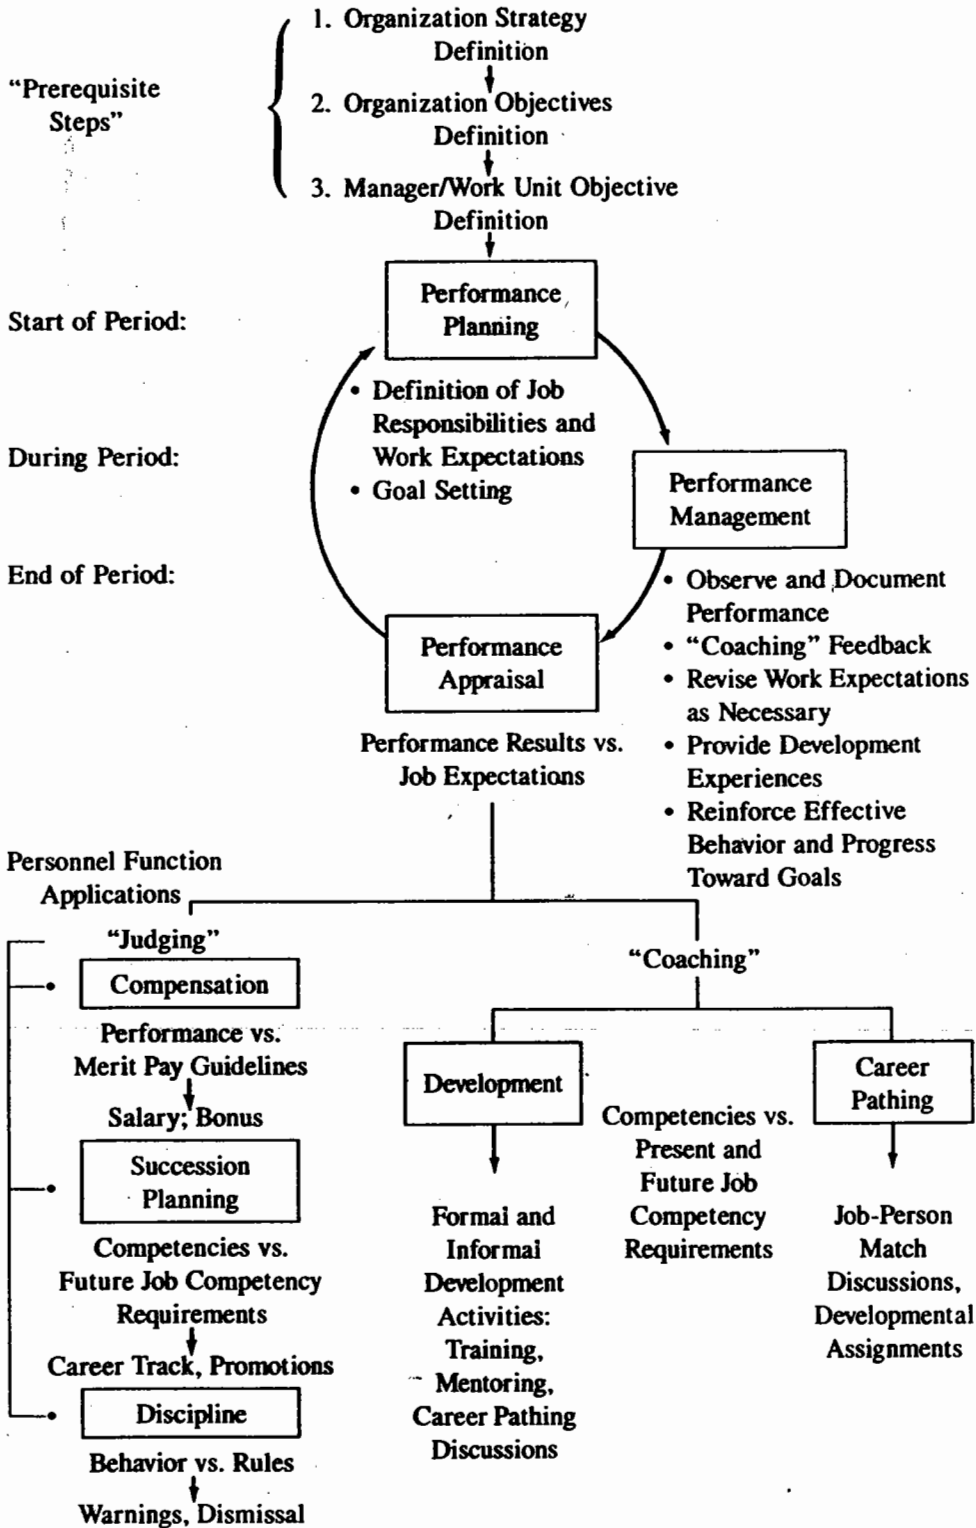 “Prerequisite
Steps”
1. Organization Strategy
Definition
2. Organization Objectives
Definition
3. Manager/Work Unit Objective
Definition
Start of Period:
Performance
Planning
• Definition of Job
Responsibilities and
Work Expectations
• Goal Setting
During Period:
Performance
Management
• Observe and Document
Performance
• “Coaching” Feedback
• Revise Work Expectations
as Necessary
• Provide Development
Experiences
• Reinforce Effective
Behavior and Progress
Toward Goals
End of Period:
Performance
Appraisal
Performance Results vs.
Job Expectations
Personnel Function
Applications
“Judging”
Compensation
Performance vs.
Merit Pay Guidelines
Salary; Bonus
Succession
Planning
Competencies vs.
Future Job Competency
Requirements
Career Track, Promotions
Discipline
Behavior vs. Rules
Warnings, Dismissal
“Coaching”
Development
Formal and
Informal
Development
Activities:
Training,
Mentoring,
Career Pathing
Discussions
Competencies vs.
Present and
Future Job
Competency
Requirements
Career
Pathing
Job-Person
Match
Discussions,
Developmental
Assignments